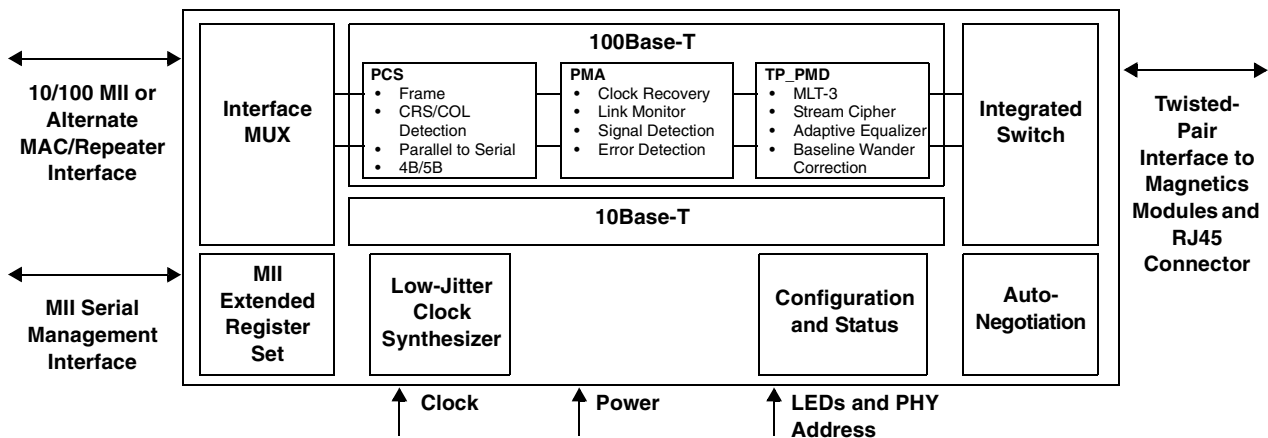 100Base-T
PCS
• Frame
• CRS/COL
Detection
• Parallel to Serial
• 4B/5B
PMA
• Clock Recovery
• Link Monitor
• Signal Detection
• Error Detection
TP_PMD
• MLT-3
• Stream Cipher
• Adaptive Equalizer
• Baseline Wander
Correction
10/100 MII or
Alternate
MAC/Repeater
Interface
Interface
MUX
Integrated
Switch
Twisted-
Pair
Interface to
Magnetics
Modules and
RJ45
Connector
10Base-T
MII Serial
Management
Interface
MII
Extended
Register
Set
Low-Jitter
Clock
Synthesizer
Configuration
and Status
Auto-
Negotiation
Clock
Power
LEDs and PHY
Address